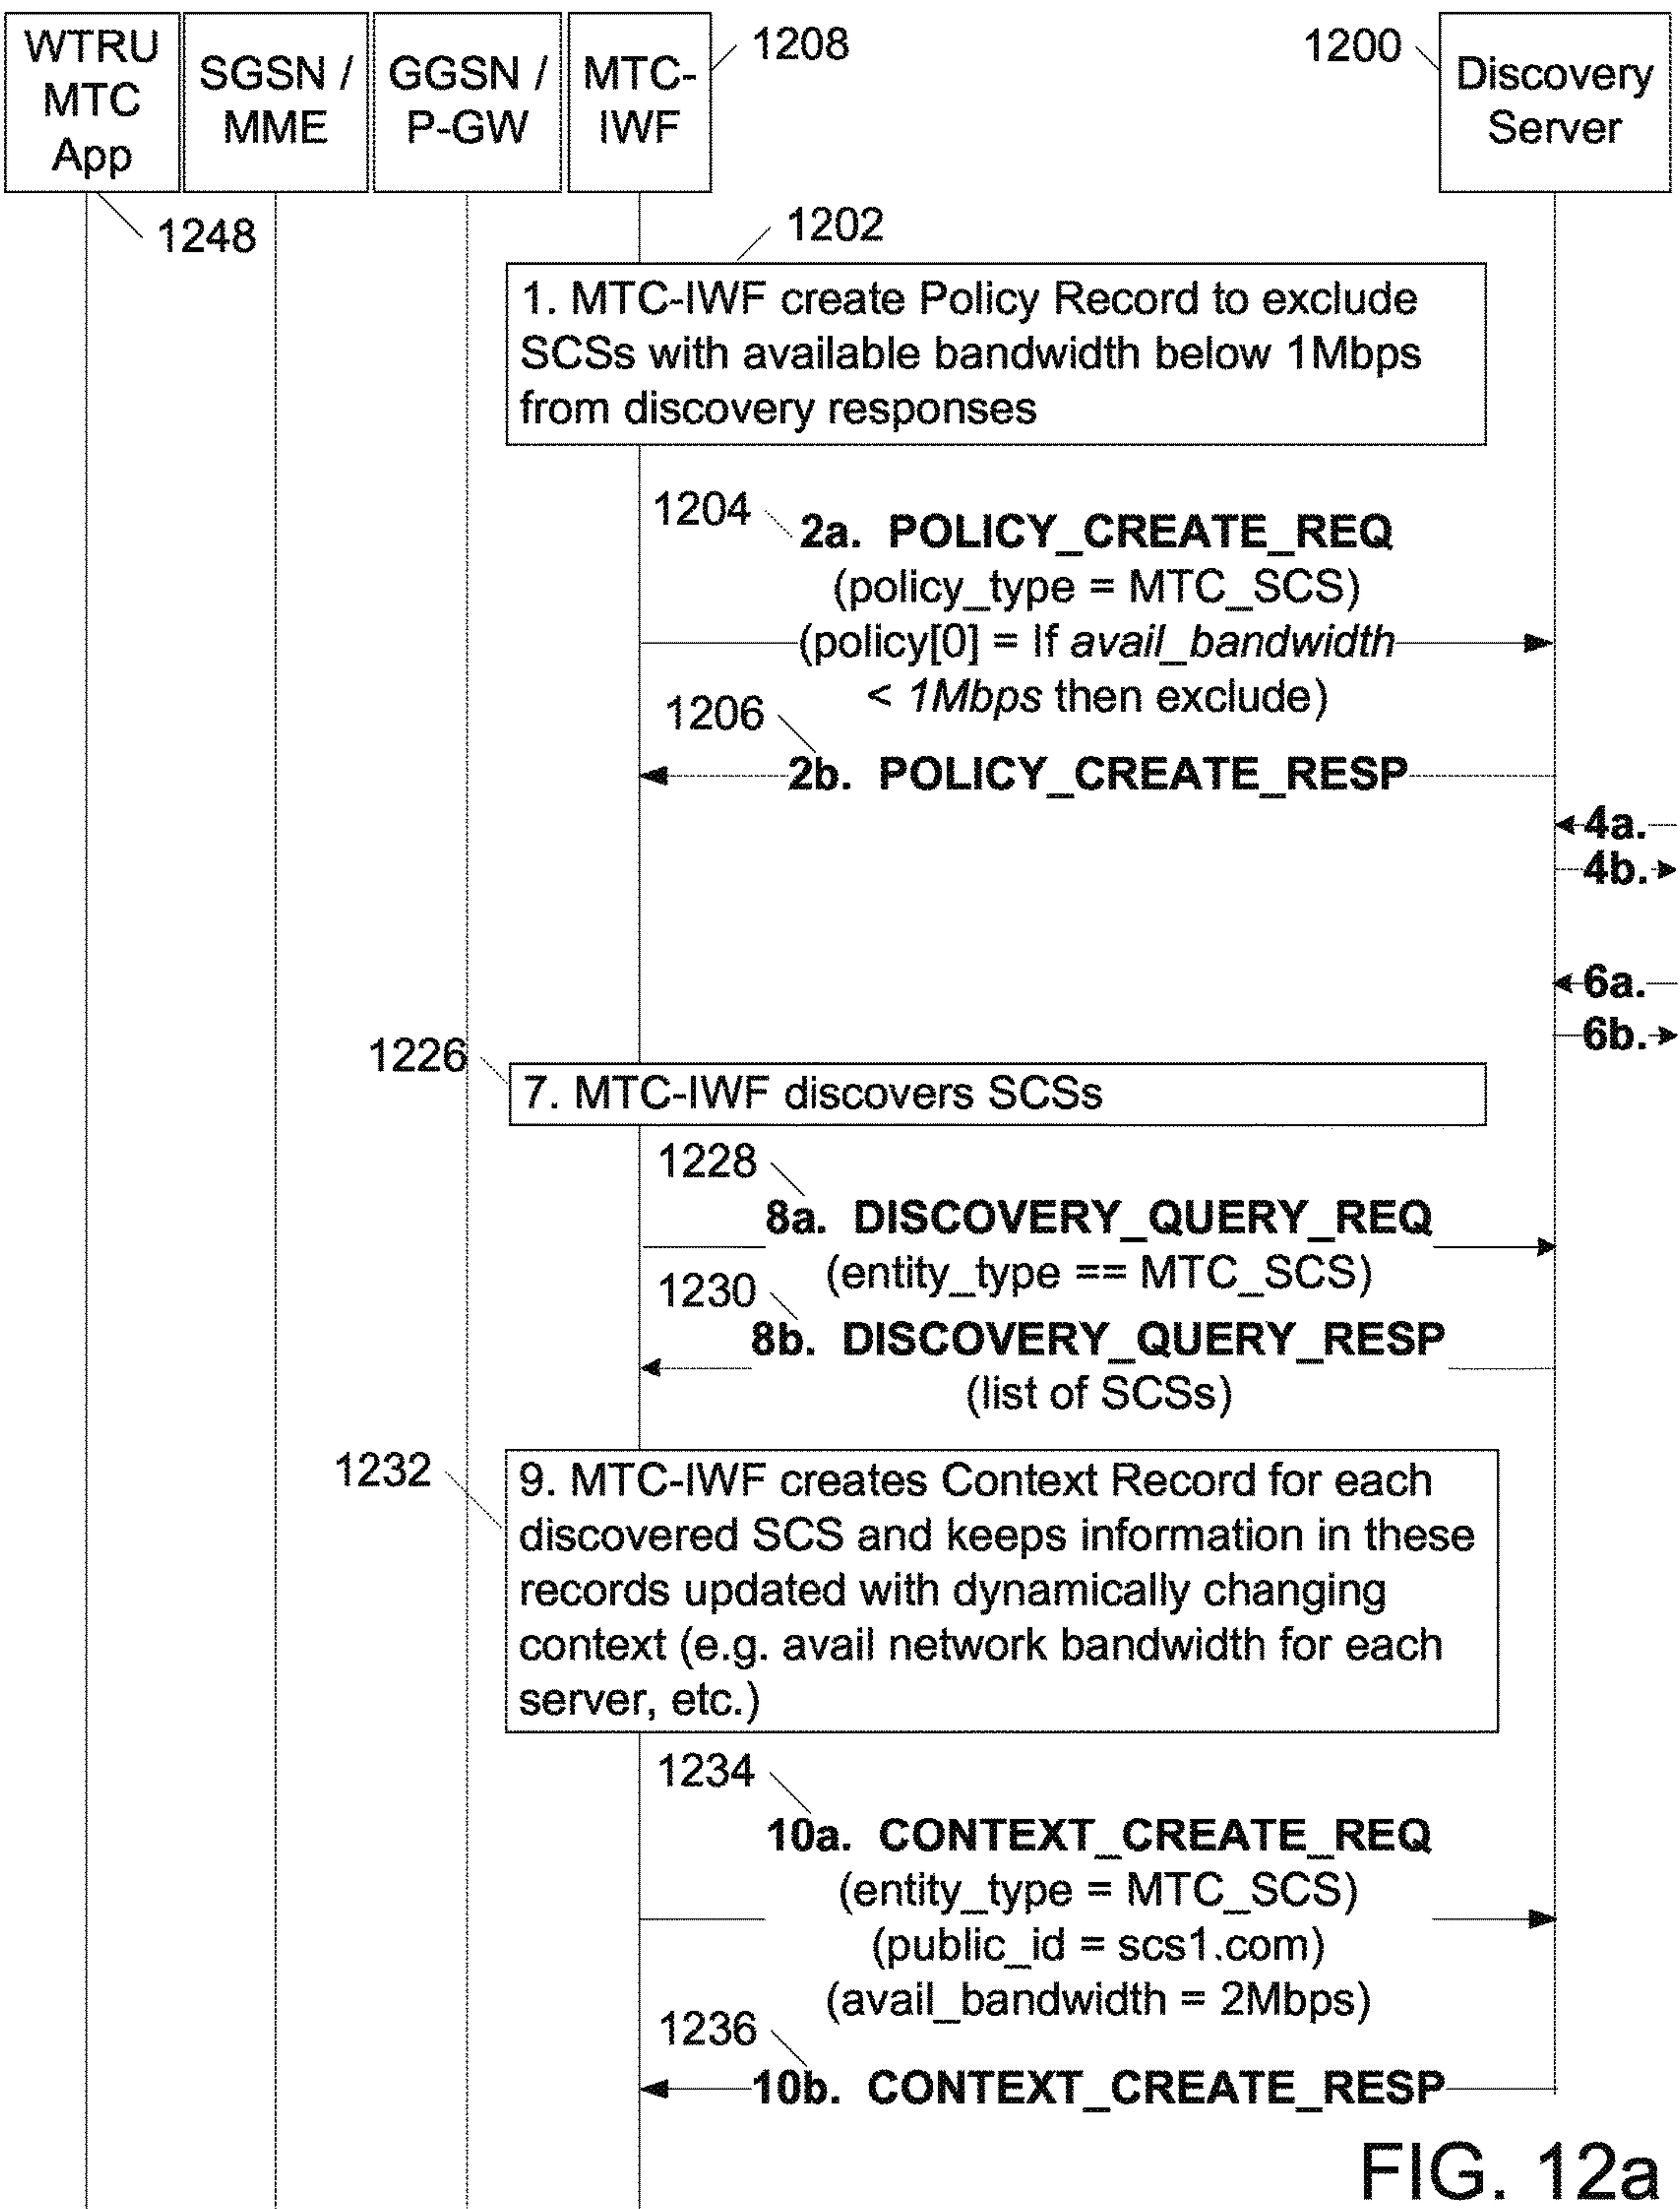 WTRU
MTC
App
SGSN /
MME
GGSN /
P-GW
MTC-
IWF
1208
1200
Discovery
Server
1248
1202
1. MTC-IWF create Policy Record to exclude
SCSs with available bandwidth below 1Mbps
from discovery responses
1204
2a. POLICY_CREATE_REQ
(policy_type = MTC_SCS)
(policy[0] = If avail_bandwidth
< 1Mbps then exclude)
1206
2b. POLICY_CREATE_RESP
4a.
4b.
6a.
6b.
1226
7. MTC-IWF discovers SCSs
1228
8a. DISCOVERY_QUERY_REQ
(entity_type == MTC_SCS)
1230
8b. DISCOVERY_QUERY_RESP
(list of SCSs)
1232
9. MTC-IWF creates Context Record for each
discovered SCS and keeps information in these
records updated with dynamically changing
context (e.g. avail network bandwidth for each
server, etc.)
1234
10a. CONTEXT_CREATE_REQ
(entity_type = MTC_SCS)
(public_id = scs1.com)
(avail_bandwidth = 2Mbps)
1236
10b. CONTEXT_CREATE_RESP
FIG. 12a